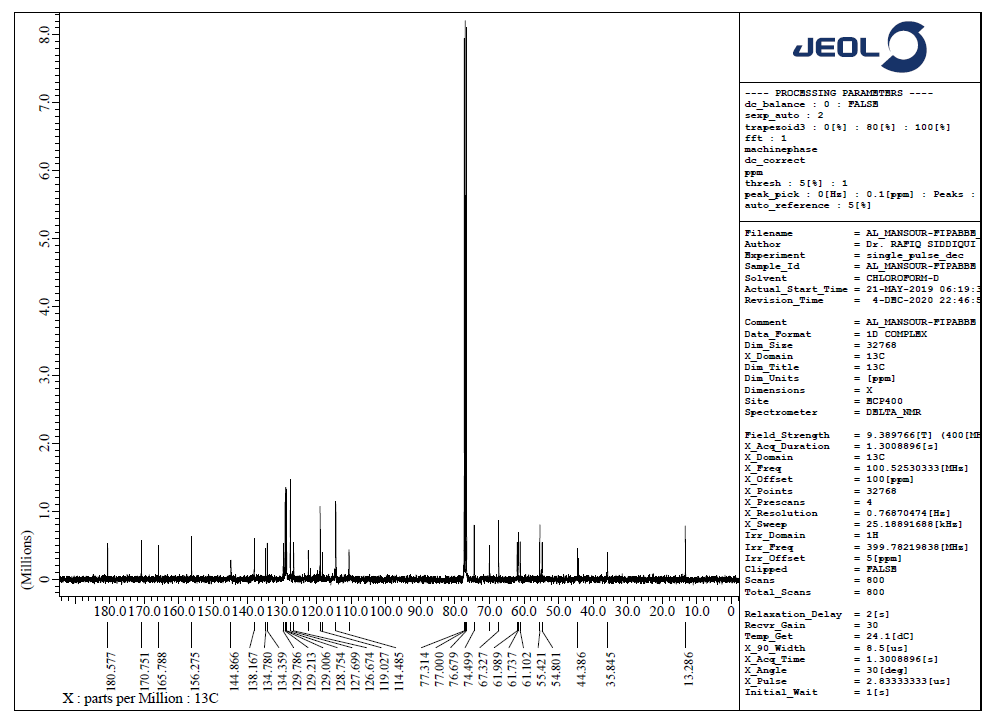 JEOL
---- PROCESSING PARAMETERS ----
dc_balance : 0 : FALSE
sexp_auto : 2
trapezoid3 : 0[%] : 80[%] : 100[%]
fft : 1
machinephase
dc_correct
ppm
thresh : 5[%] : 1
peak_pick : 0[Hz] : 0.1[ppm] : Peaks :
auto_reference : 5[%]
Filename = AL_MANSOUR-FIPABBE_
Author = Dr. RAFIQ SIDDIQUI
Experiment = single_pulse_dec
Sample_Id = AL_MANSOUR-FIPABBE
Solvent = CHLOROFORM-D
Actual_Start_Time = 21-MAY-2019 06:19:3
Revision_Time = 4-DEC-2020 22:46:5
Comment = AL_MANSOUR-FIPABBE
Data_Format = 1D COMPLEX
Dim_Size = 32768
X_Domain = 13C
Dim_Title = 13C
Dim_Units = [ppm]
Dimensions = X
Site = ECP400
Spectrometer = DELTA_NMR
Field_Strength = 9.389766[T] (400[MH
X_Acq_Duration = 1.3008896[s]
X_Domain = 13C
X_Freq = 100.52530333[MHz]
X_Offset = 100[ppm]
X_Points = 32768
X_Prescans = 4
X_Resolution = 0.76870474[Hz]
X_Sweep = 25.18891688[kHz]
Irr_Domain = 1H
Irr_Freq = 399.78219838[MHz]
Irr_Offset = 5[ppm]
Clipped = FALSE
Scans = 800
Total_Scans = 800
Relaxation_Delay = 2[s]
Recvr_Gain = 30
Temp_Get = 24.1[dC]
X_90_Width = 8.5[us]
X_Acq_Time = 1.3008896[s]
X_Angle = 30[deg]
X_Pulse = 2.83333333[us]
Initial_Wait = 1[s]
(Millions)
8.0
7.0
6.0
5.0
4.0
3.0
2.0
1.0
0
180.0 170.0 160.0 150.0 140.0 130.0 120.0 110.0 100.0 90.0 80.0 70.0 60.0 50.0 40.0 30.0 20.0 10.0 0
180.577
170.751
165.788
156.275
144.866
138.167
134.780
134.359
129.786
129.213
129.006
128.754
127.699
126.674
119.027
114.485
77.314
77.000
76.679
74.499
67.327
61.989
61.737
61.102
55.421
54.801
44.386
35.845
13.286
X : parts per Million : 13C